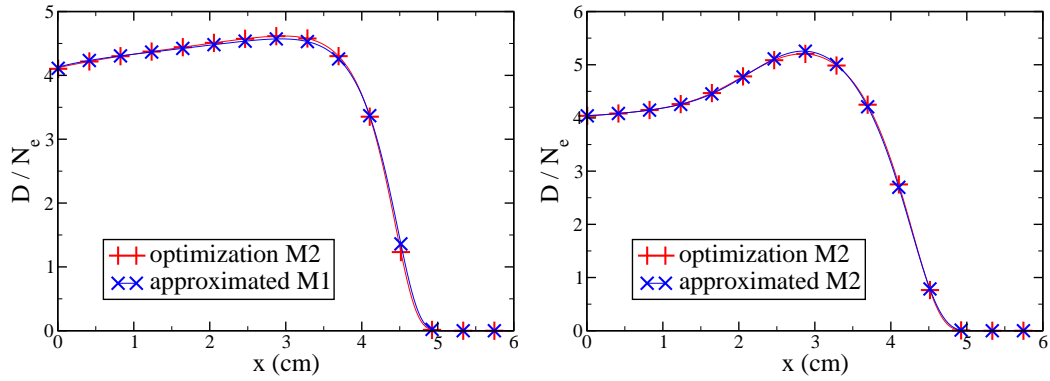 5
4
3
2
1
0
D / N_e
0 1 2 3 4 5 6
x (cm)
optimization M2
approximated M1
6
5
4
3
2
1
0
D / N_e
0 1 2 3 4 5 6
x (cm)
optimization M2
approximated M2